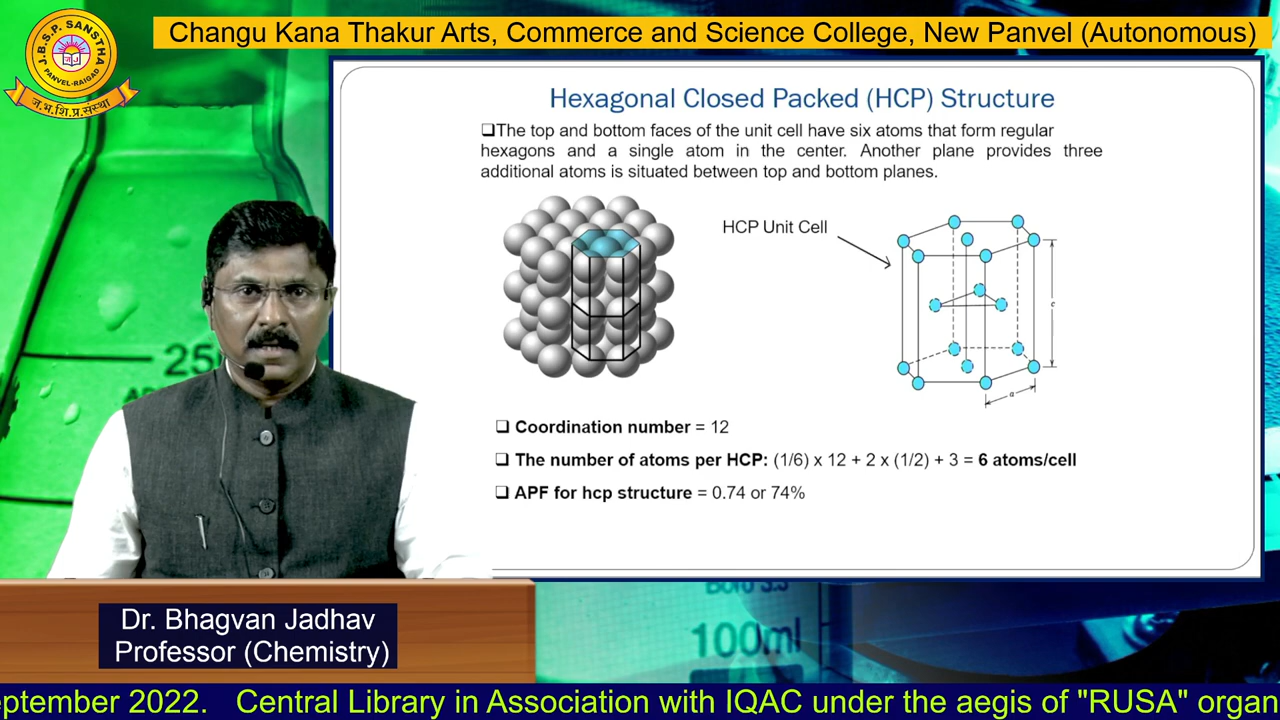 Changu Kana Thakur Arts, Commerce and Science College, New Panvel (Autonomous)
J.B.S.P. SANSTHA
PANVEL-RAIGAD
ज.भ.शि.प्र.संस्था
Hexagonal Closed Packed (HCP) Structure
❑The top and bottom faces of the unit cell have six atoms that form regular
hexagons and a single atom in the center. Another plane provides three
additional atoms is situated between top and bottom planes.
HCP Unit Cell
c
a
❑ Coordination number = 12
❑ The number of atoms per HCP: (1/6) x 12 + 2 x (1/2) + 3 = 6 atoms/cell
❑ APF for hcp structure = 0.74 or 74%
25
100ml
Dr. Bhagvan Jadhav
Professor (Chemistry)
eptember 2022. Central Library in Association with IQAC under the aegis of "RUSA" organ